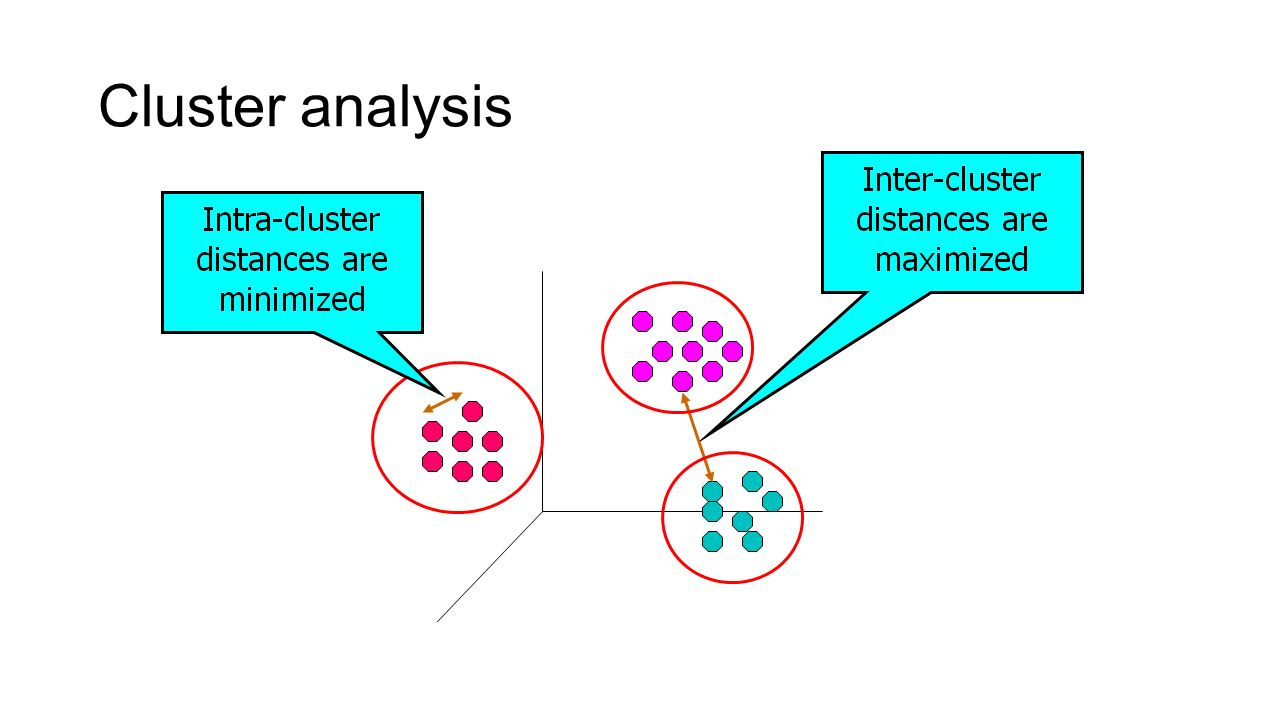 Cluster analysis
Intra-cluster
distances are
minimized
Inter-cluster
distances are
maximized